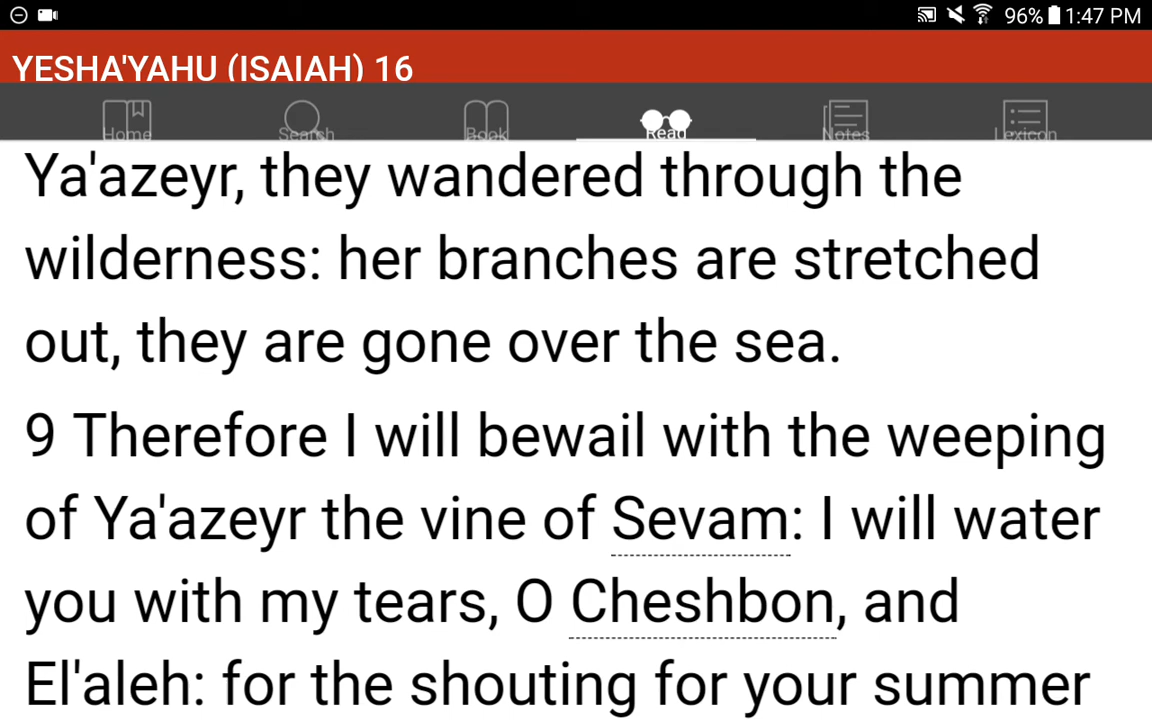 96% 1:47 PM
YESHA'YAHU (ISAIAH) 16
Home Search Book Read Notes Lexicon
Ya'azeyr, they wandered through the
wilderness: her branches are stretched
out, they are gone over the sea.
9 Therefore I will bewail with the weeping
of Ya'azeyr the vine of Sevam: I will water
you with my tears, O Cheshbon, and
El'aleh: for the shouting for your summer